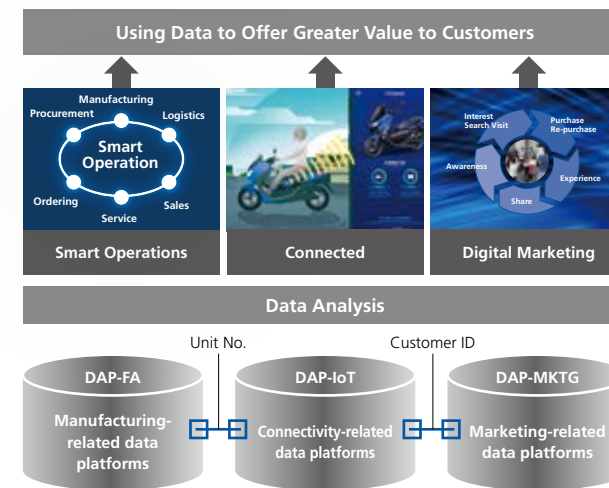 Using Data to Offer Greater Value to Customers
Manufacturing
Procurement
Logistics
Smart
Operation
Ordering
Sales
Service
Interest
Search Visit
Purchase
Re-purchase
Awareness
Experience
Share
Smart Operations
Connected
Digital Marketing
Data Analysis
Unit No.
Customer ID
DAP-FA
DAP-IoT
DAP-MKTG
Manufacturing-
related data
platforms
Connectivity-related
data platforms
Marketing-related
data platforms